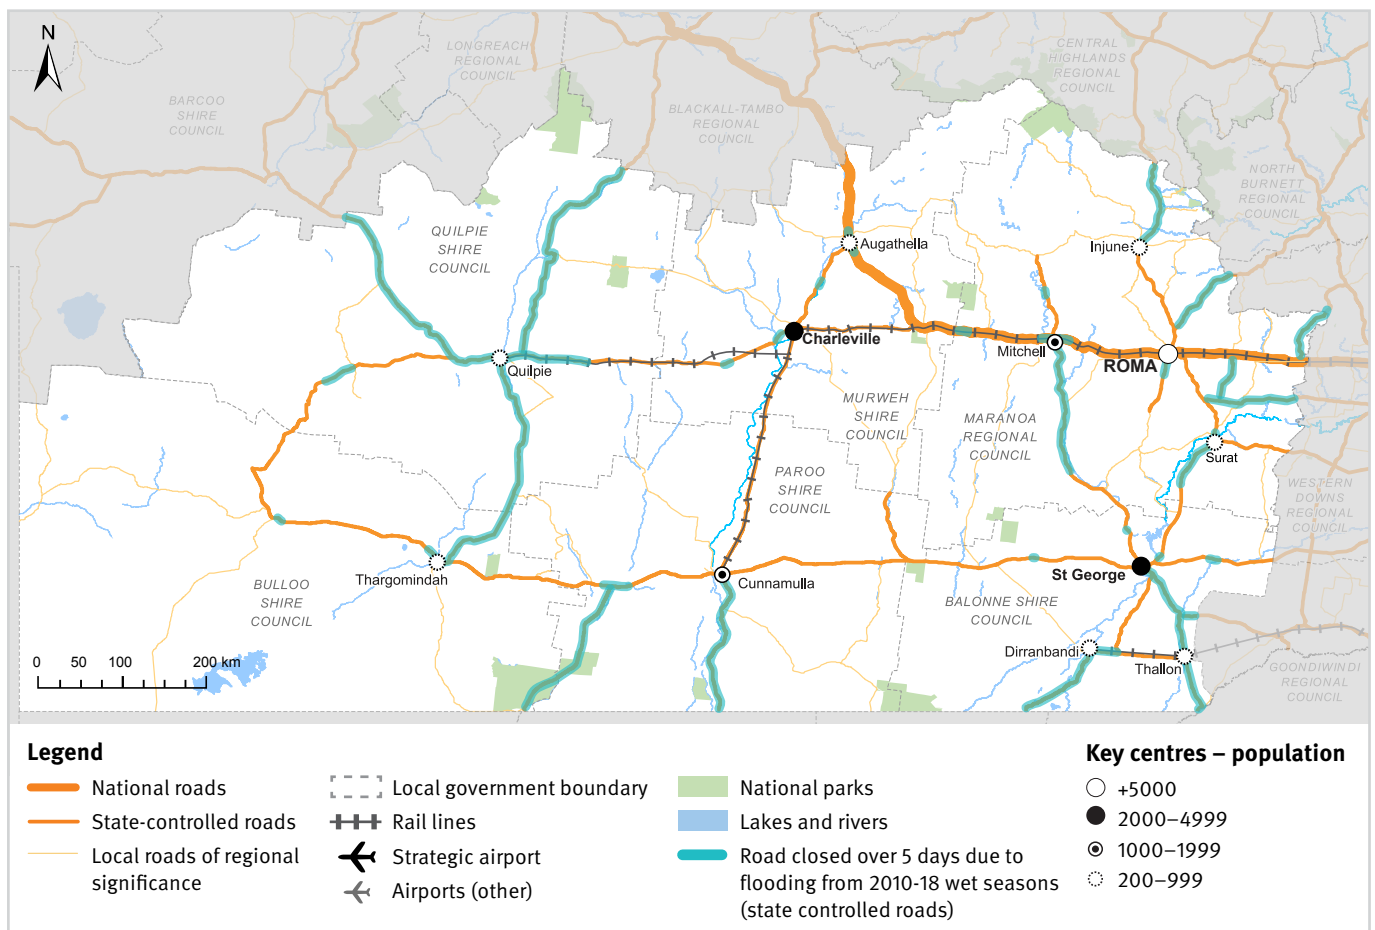 N
LONGREACH
REGIONAL
COUNCIL
CENTRAL
HIGHLANDS
REGIONAL
COUNCIL
BARCOO
SHIRE
COUNCIL
BLACKALL-TAMBO
REGIONAL
COUNCIL
NORTH
BURNETT
REGIONAL
COUNCIL
QUILPIE
SHIRE
COUNCIL
Augathella
Injune
Charleville
Mitchell
ROMA
Quilpie
MURWEH
SHIRE
COUNCIL
MARANOA
REGIONAL
COUNCIL
Surat
PAROO
SHIRE
COUNCIL
WESTERN
DOWNS
REGIONAL
COUNCIL
Thargomindah
Cunnamulla
St George
BULLOO
SHIRE
COUNCIL
BALONNE SHIRE
COUNCIL
Dirranbandi
Thallon
GOONDIWINDI
REGIONAL
COUNCIL
0 50 100 200 km
Legend
National roads
State-controlled roads
Local roads of regional
significance
Local government boundary
Rail lines
Strategic airport
Airports (other)
National parks
Lakes and rivers
Road closed over 5 days due to
flooding from 2010-18 wet seasons
(state controlled roads)
Key centres – population
+5000
2000–4999
1000–1999
200–999